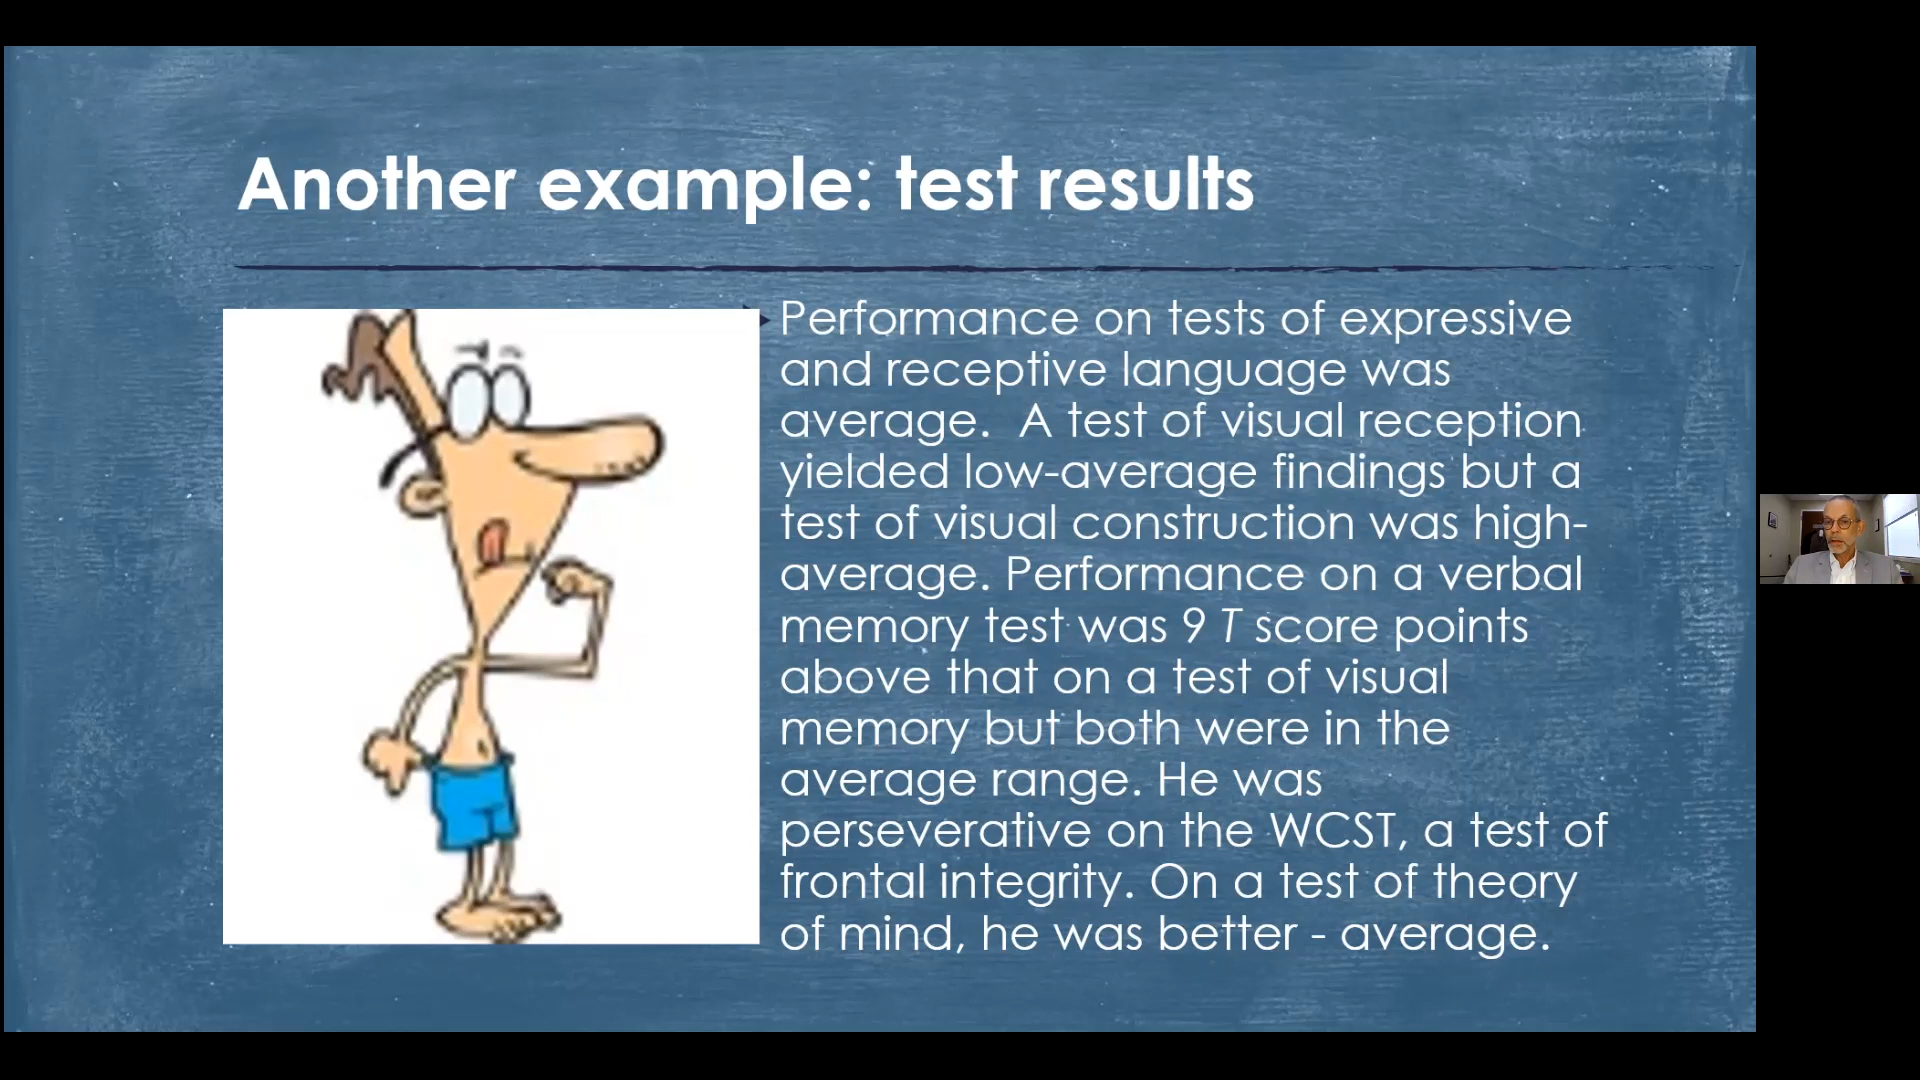 Another example: test results
Performance on tests of expressive
and receptive language was
average.  A test of visual reception
yielded low-average findings but a
test of visual construction was high-
average. Performance on a verbal
memory test was 9 T score points
above that on a test of visual
memory but both were in the
average range. He was
perseverative on the WCST, a test of
frontal integrity. On a test of theory
of mind, he was better - average.